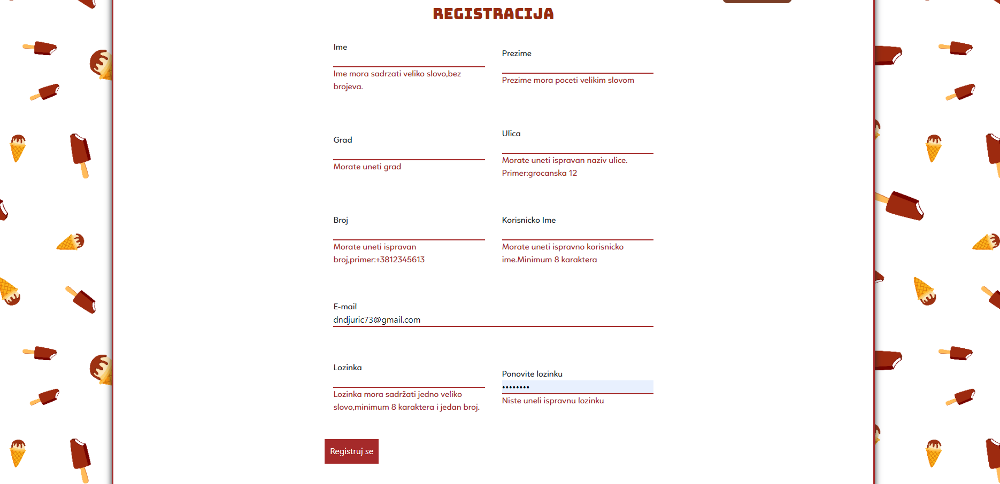 REGISTRACIJA
Ime
Prezime
Ime mora sadrzati veliko slovo,bez
brojeva.
Prezime mora poceti velikim slovom
Grad
Ulica
Morate uneti grad
Morate uneti ispravan naziv ulice.
Primer:grocanska 12
Broj
Korisnicko Ime
Morate uneti ispravan
broj,primer:+3812345613
Morate uneti ispravno korisnicko
ime.Minimum 8 karaktera
E-mail
dndjuric73@gmail.com
Lozinka
Ponovite lozinku
••••••••
Lozinka mora sadržati jedno veliko
slovo,minimum 8 karaktera i jedan broj.
Niste uneli ispravnu lozinku
Registruj se